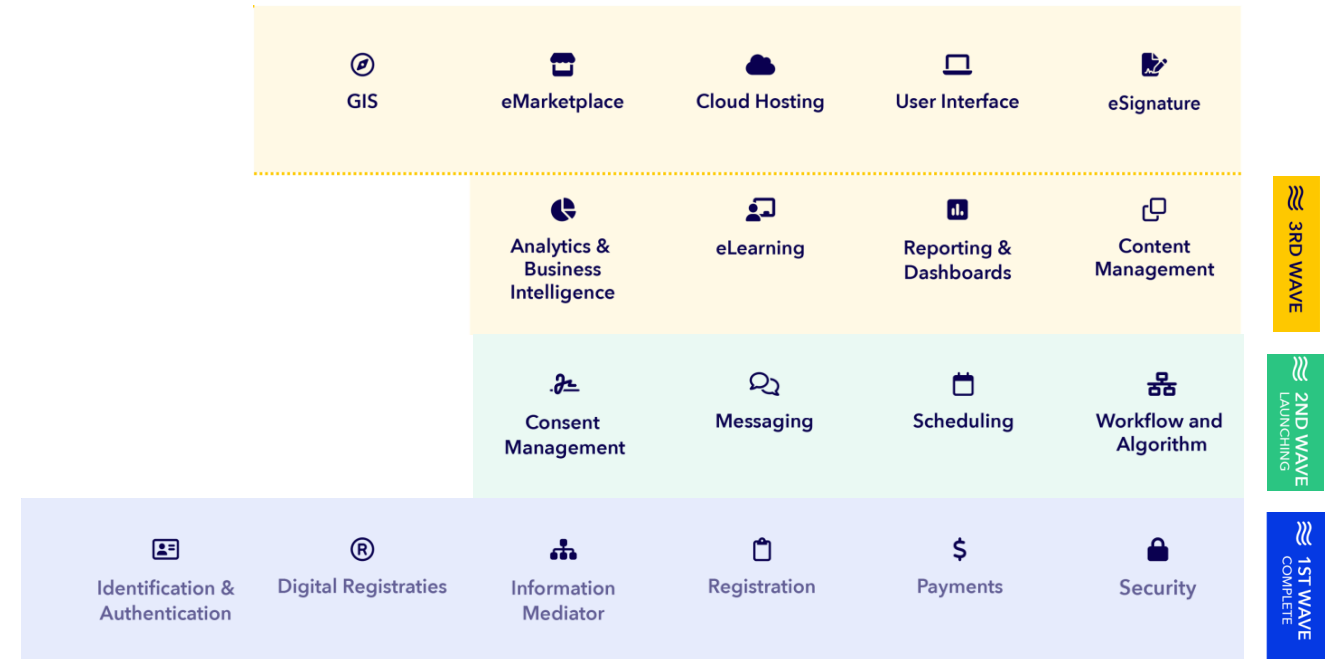 GIS
eMarketplace
Cloud Hosting
User Interface
eSignature
Analytics &
Business
Intelligence
eLearning
Reporting &
Dashboards
Content
Management
3RD WAVE
Consent
Management
Messaging
Scheduling
Workflow and
Algorithm
2ND WAVE
LAUNCHING
Identification &
Authentication
Digital Registraties
Information
Mediator
Registration
Payments
Security
1ST WAVE
COMPLETE